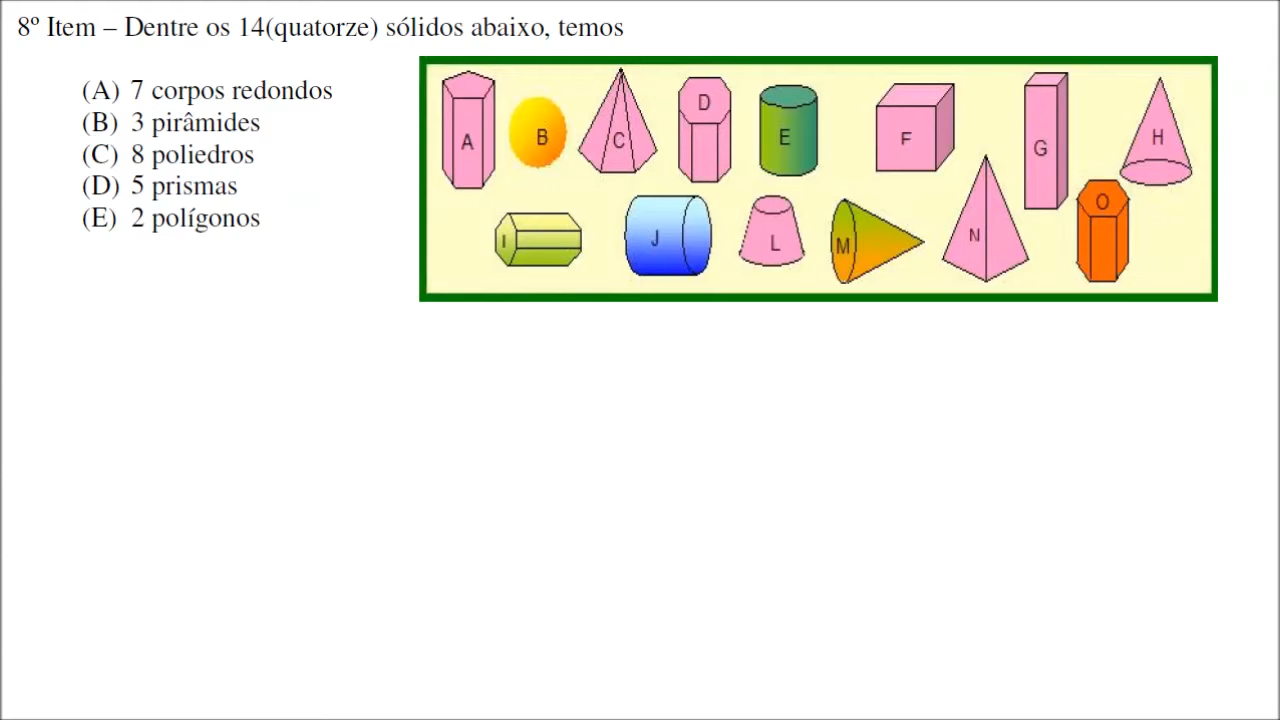 8º Item – Dentre os 14(quatorze) sólidos abaixo, temos
(A) 7 corpos redondos
(B) 3 pirâmides
(C) 8 poliedros
(D) 5 prismas
(E) 2 polígonos
A B C D E F G H
I J L M N O